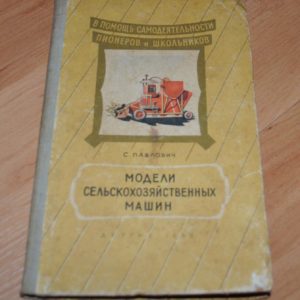 В ПОМОЩЬ САМОДЕЯТЕЛЬНОСТИ
ПИОНЕРОВ и ШКОЛЬНИКОВ
С. ПАВЛОВИЧ
МОДЕЛИ
СЕЛЬСКОХОЗЯЙСТВЕННЫХ
МАШИН